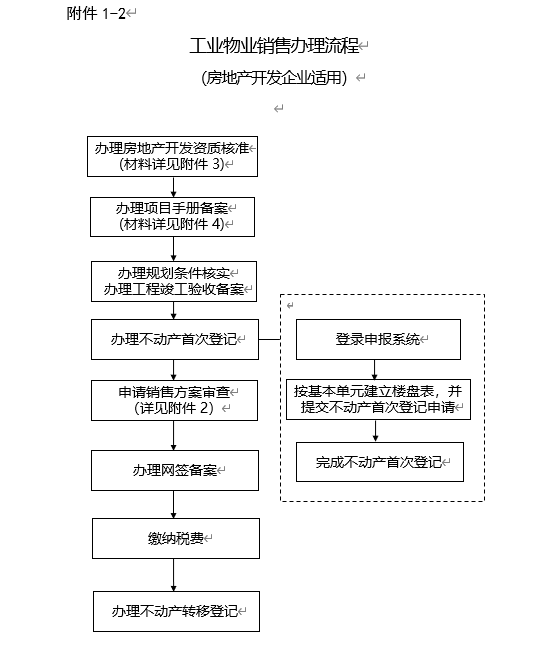 附件 1-2
工业物业销售办理流程
（房地产开发企业适用）
办理房地产开发资质核准
(材料详见附件 3)
办理项目手册备案
(材料详见附件 4)
办理规划条件核实
办理工程竣工验收备案
办理不动产首次登记
登录申报系统
按基本单元建立楼盘表，并
提交不动产首次登记申请
完成不动产首次登记
申请销售方案审查
（详见附件 2）
办理网签备案
缴纳税费
办理不动产转移登记